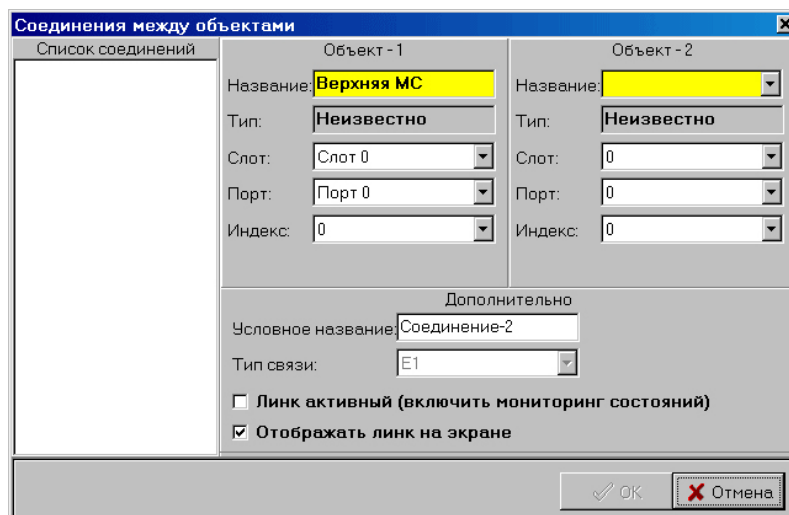 Соединения между объектами
Список соединений
Объект - 1
Название: Верхняя МС
Тип: Неизвестно
Слот: Слот 0
Порт: Порт 0
Индекс: 0
Объект - 2
Название:
Тип: Неизвестно
Слот: 0
Порт: 0
Индекс: 0
Дополнительно
Условное название: Соединение-2
Тип связи: E1
Линк активный (включить мониторинг состояний)
Отображать линк на экране
OK
Отмена